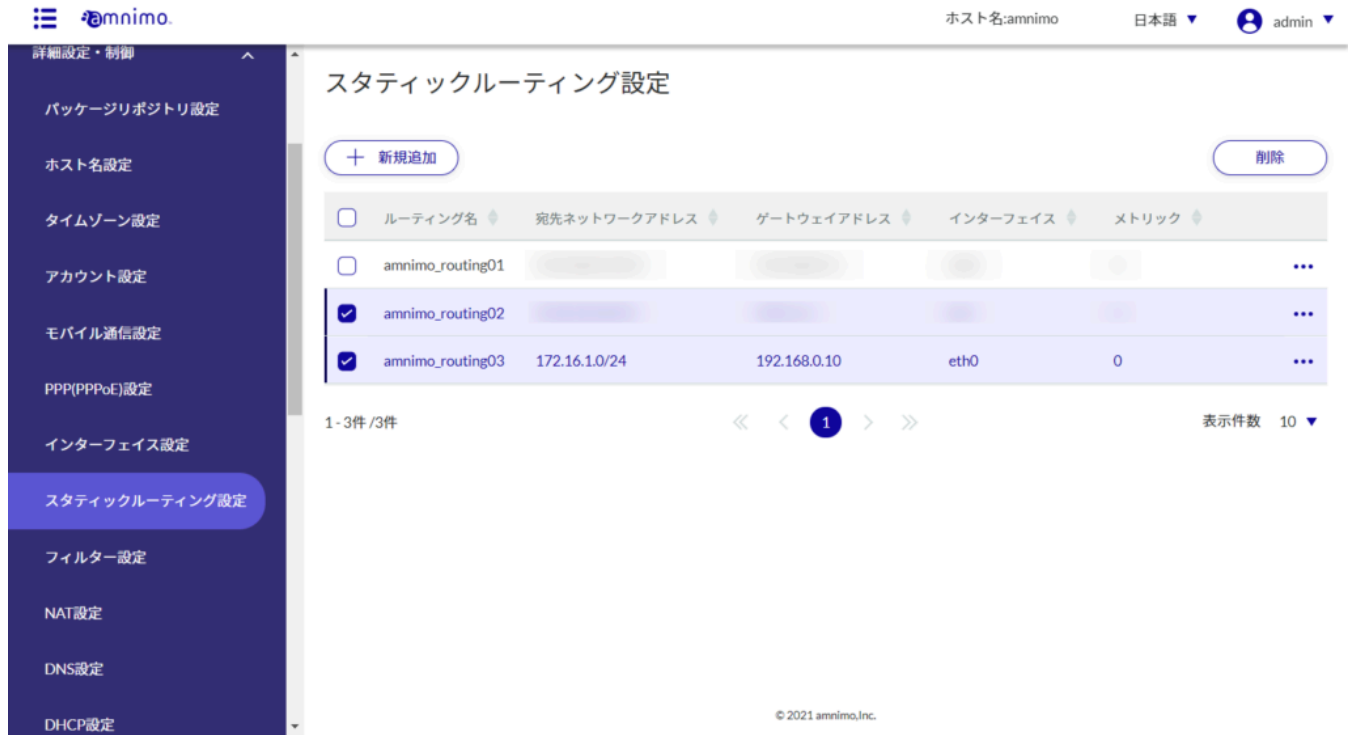 amnimo.
ホスト名:amnimo
日本語 ▼
admin ▼
詳細設定・制御
パッケージリポジトリ設定
ホスト名設定
タイムゾーン設定
アカウント設定
モバイル通信設定
PPP(PPPoE)設定
インターフェイス設定
スタティックルーティング設定
フィルター設定
NAT設定
DNS設定
DHCP設定
スタティックルーティング設定
+ 新規追加
削除
ルーティング名 宛先ネットワークアドレス ゲートウェイアドレス インターフェイス メトリック
amnimo_routing01 •••
amnimo_routing02 •••
amnimo_routing03 172.16.1.0/24 192.168.0.10 eth0 0 •••
1 - 3件 /3件
≪ < 1 > ≫
表示件数 10 ▼
© 2021 amnimo,Inc.